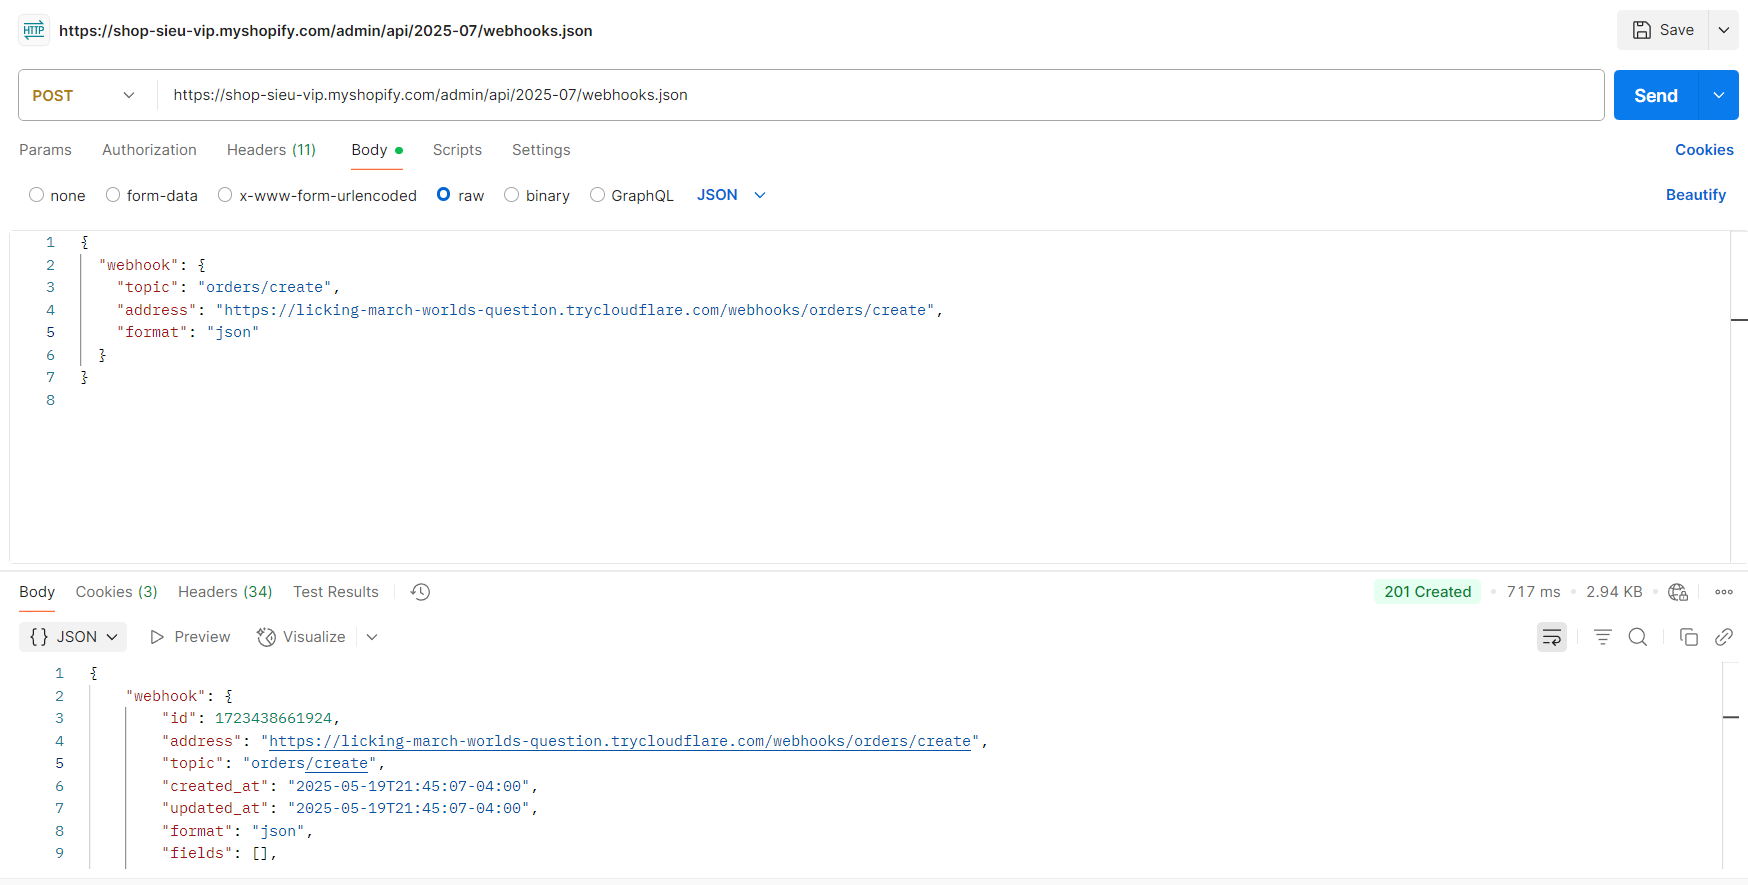 HTTP https://shop-sieu-vip.myshopify.com/admin/api/2025-07/webhooks.json Save
POST https://shop-sieu-vip.myshopify.com/admin/api/2025-07/webhooks.json Send
Params Authorization Headers (11) Body Scripts Settings Cookies
none form-data x-www-form-urlencoded raw binary GraphQL JSON Beautify
1 {
2 "webhook": {
3 "topic": "orders/create",
4 "address": "https://licking-march-worlds-question.trycloudflare.com/webhooks/orders/create",
5 "format": "json"
6 }
7 }
8
Body Cookies (3) Headers (34) Test Results 201 Created 717 ms 2.94 KB
{} JSON Preview Visualize
1 {
2 "webhook": {
3 "id": 1723438661924,
4 "address": "https://licking-march-worlds-question.trycloudflare.com/webhooks/orders/create",
5 "topic": "orders/create",
6 "created_at": "2025-05-19T21:45:07-04:00",
7 "updated_at": "2025-05-19T21:45:07-04:00",
8 "format": "json",
9 "fields": [],